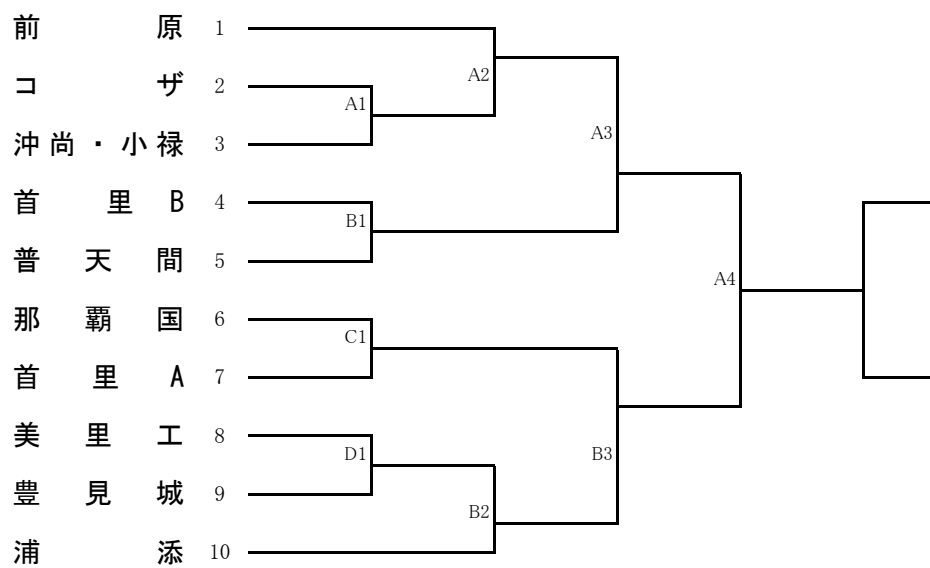 前原 1
コザ 2
沖尚・小禄 3
首里B 4
普天間 5
那覇国 6
首里A 7
美里工 8
豊見城 9
浦添 10
A1
B1
C1
D1
A2
B2
A3
B3
A4